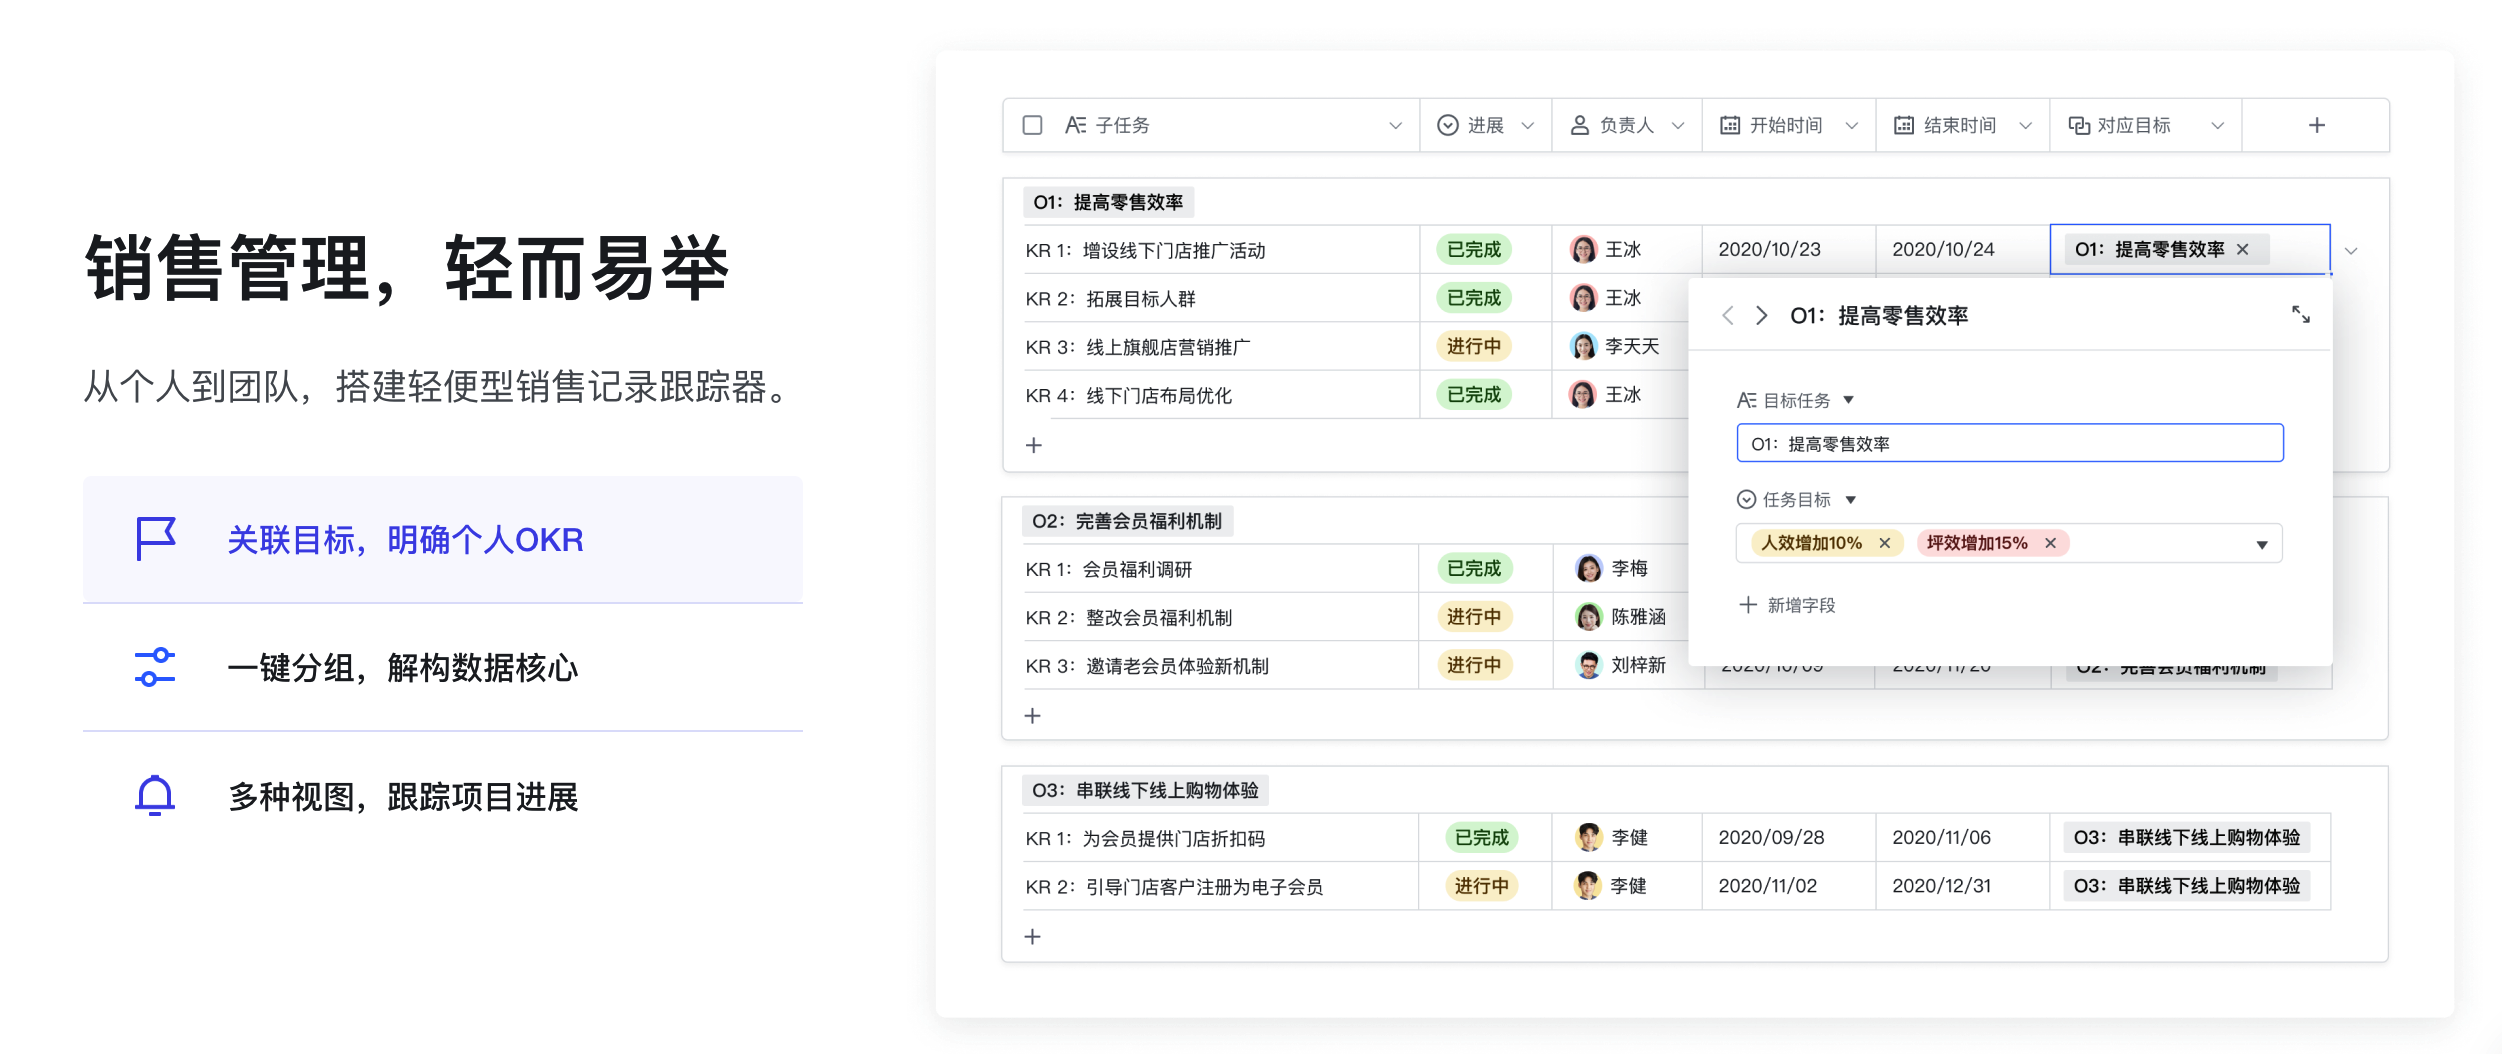 销售管理，轻而易举
从个人到团队，搭建轻便型销售记录跟踪器。
关联目标，明确个人OKR
一键分组，解构数据核心
多种视图，跟踪项目进展
子任务 进展 负责人 开始时间 结束时间 对应目标
O1：提高零售效率
KR 1：增设线下门店推广活动 已完成 王冰 2020/10/23 2020/10/24 O1：提高零售效率
KR 2：拓展目标人群 已完成 王冰
KR 3：线上旗舰店营销推广 进行中 李天天
KR 4：线下门店布局优化 已完成 王冰
O1：提高零售效率
目标任务
O1：提高零售效率
任务目标
人效增加10% 坪效增加15%
新增字段
O2：完善会员福利机制
KR 1：会员福利调研 已完成 李梅
KR 2：整改会员福利机制 进行中 陈雅涵
KR 3：邀请老会员体验新机制 进行中 刘梓新 O2：完善会员福利机制
O3：串联线下线上购物体验
KR 1：为会员提供门店折扣码 已完成 李健 2020/09/28 2020/11/06 O3：串联线下线上购物体验
KR 2：引导门店客户注册为电子会员 进行中 李健 2020/11/02 2020/12/31 O3：串联线下线上购物体验